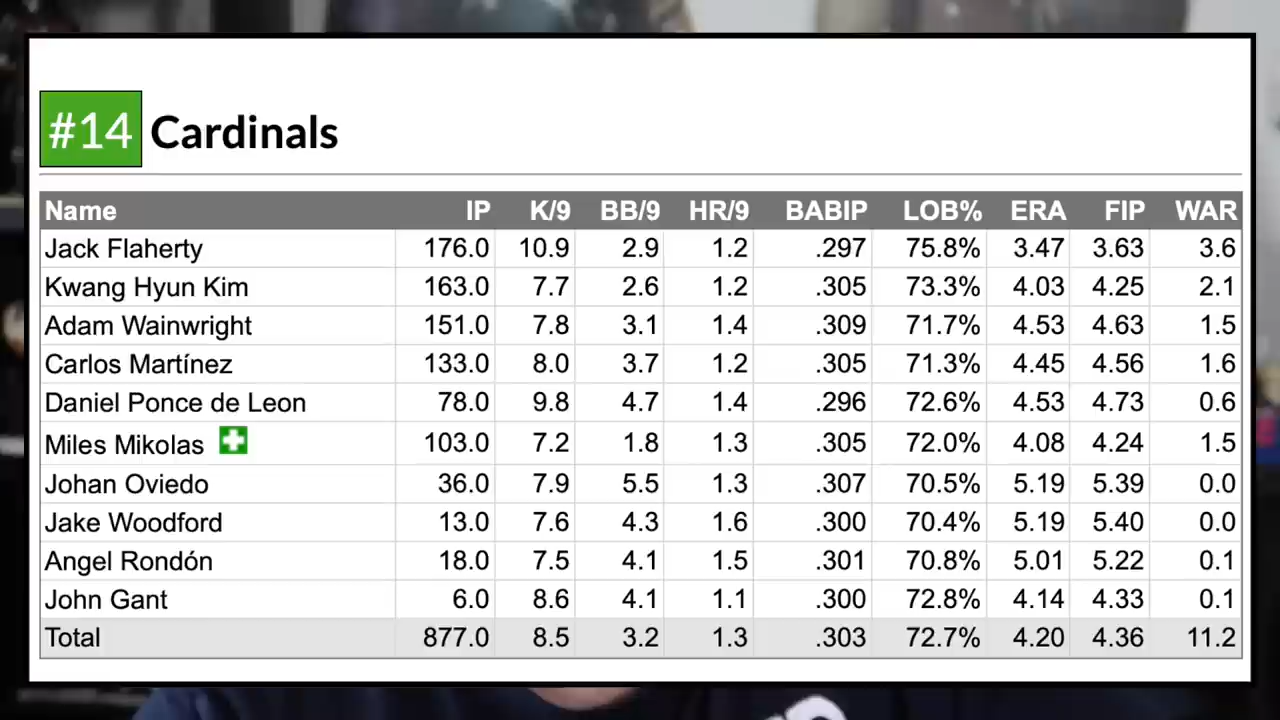 #14 Cardinals
Name IP K/9 BB/9 HR/9 BABIP LOB% ERA FIP WAR
Jack Flaherty 176.0 10.9 2.9 1.2 .297 75.8% 3.47 3.63 3.6
Kwang Hyun Kim 163.0 7.7 2.6 1.2 .305 73.3% 4.03 4.25 2.1
Adam Wainwright 151.0 7.8 3.1 1.4 .309 71.7% 4.53 4.63 1.5
Carlos Martínez 133.0 8.0 3.7 1.2 .305 71.3% 4.45 4.56 1.6
Daniel Ponce de Leon 78.0 9.8 4.7 1.4 .296 72.6% 4.53 4.73 0.6
Miles Mikolas 103.0 7.2 1.8 1.3 .305 72.0% 4.08 4.24 1.5
Johan Oviedo 36.0 7.9 5.5 1.3 .307 70.5% 5.19 5.39 0.0
Jake Woodford 13.0 7.6 4.3 1.6 .300 70.4% 5.19 5.40 0.0
Angel Rondón 18.0 7.5 4.1 1.5 .301 70.8% 5.01 5.22 0.1
John Gant 6.0 8.6 4.1 1.1 .300 72.8% 4.14 4.33 0.1
Total 877.0 8.5 3.2 1.3 .303 72.7% 4.20 4.36 11.2